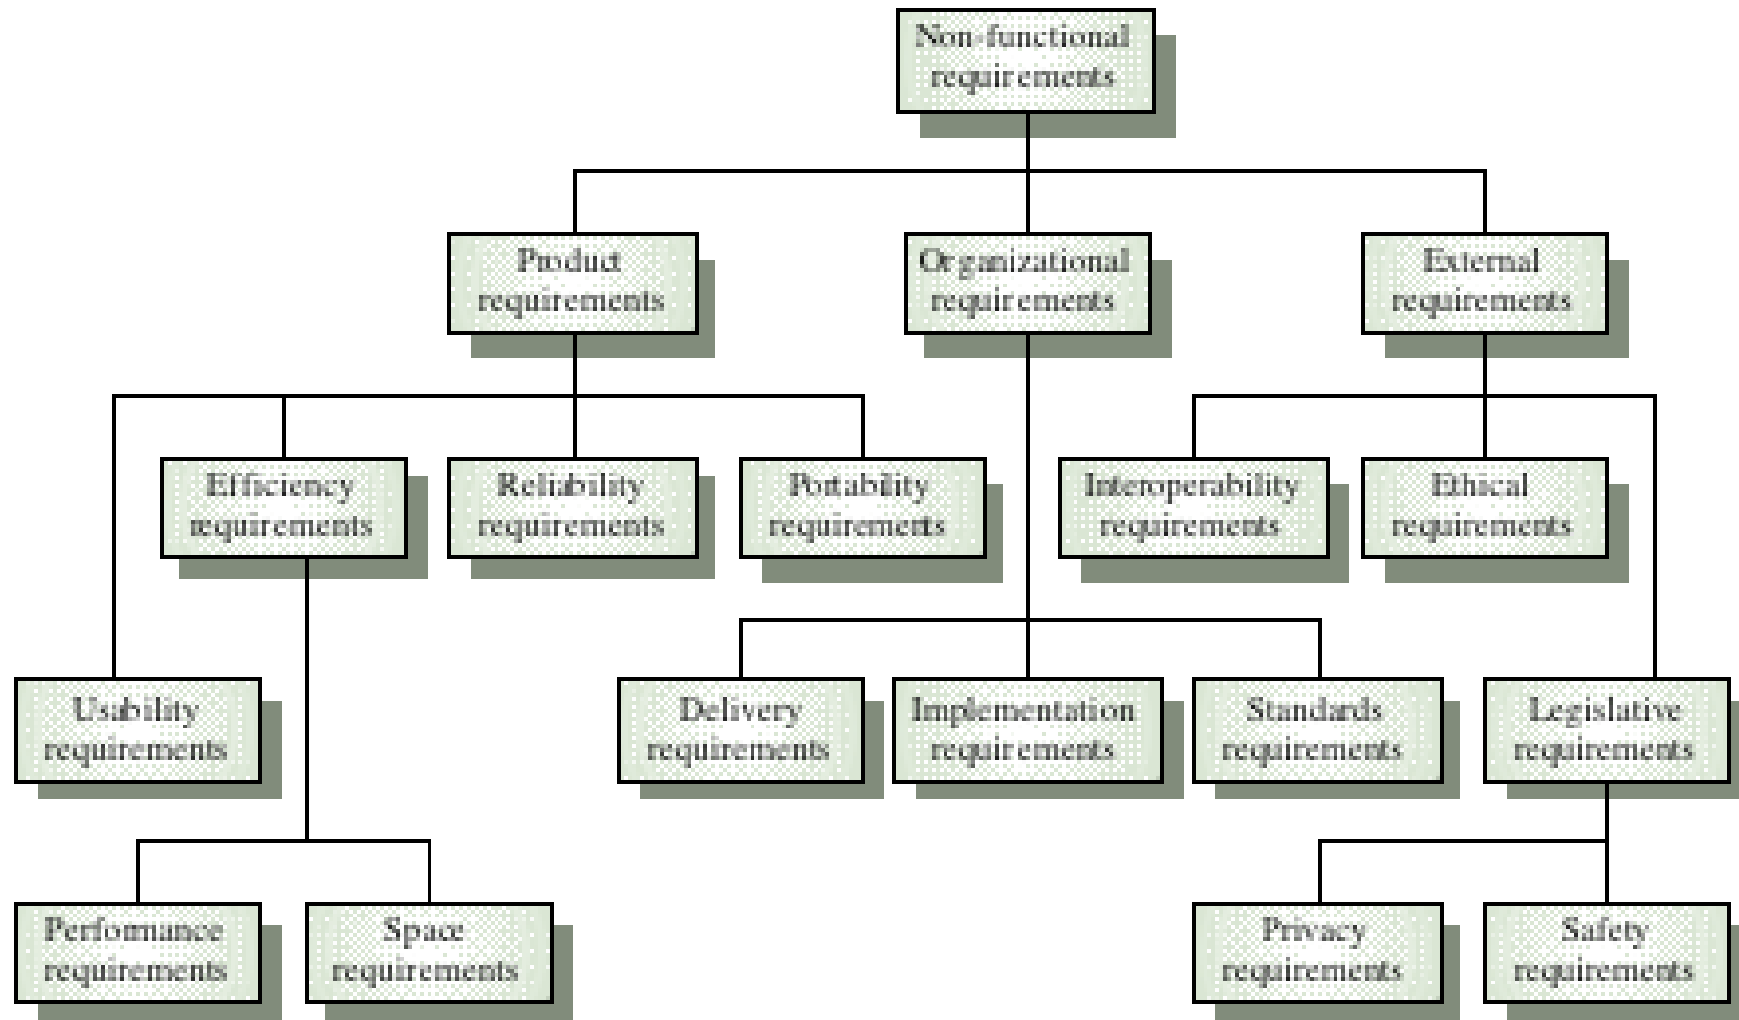 Non-functional
requirements
Product
requirements
Organizational
requirements
External
requirements
Efficiency
requirements
Reliability
requirements
Portability
requirements
Interoperability
requirements
Ethical
requirements
Usability
requirements
Delivery
requirements
Implementation
requirements
Standards
requirements
Legislative
requirements
Performance
requirements
Space
requirements
Privacy
requirements
Safety
requirements